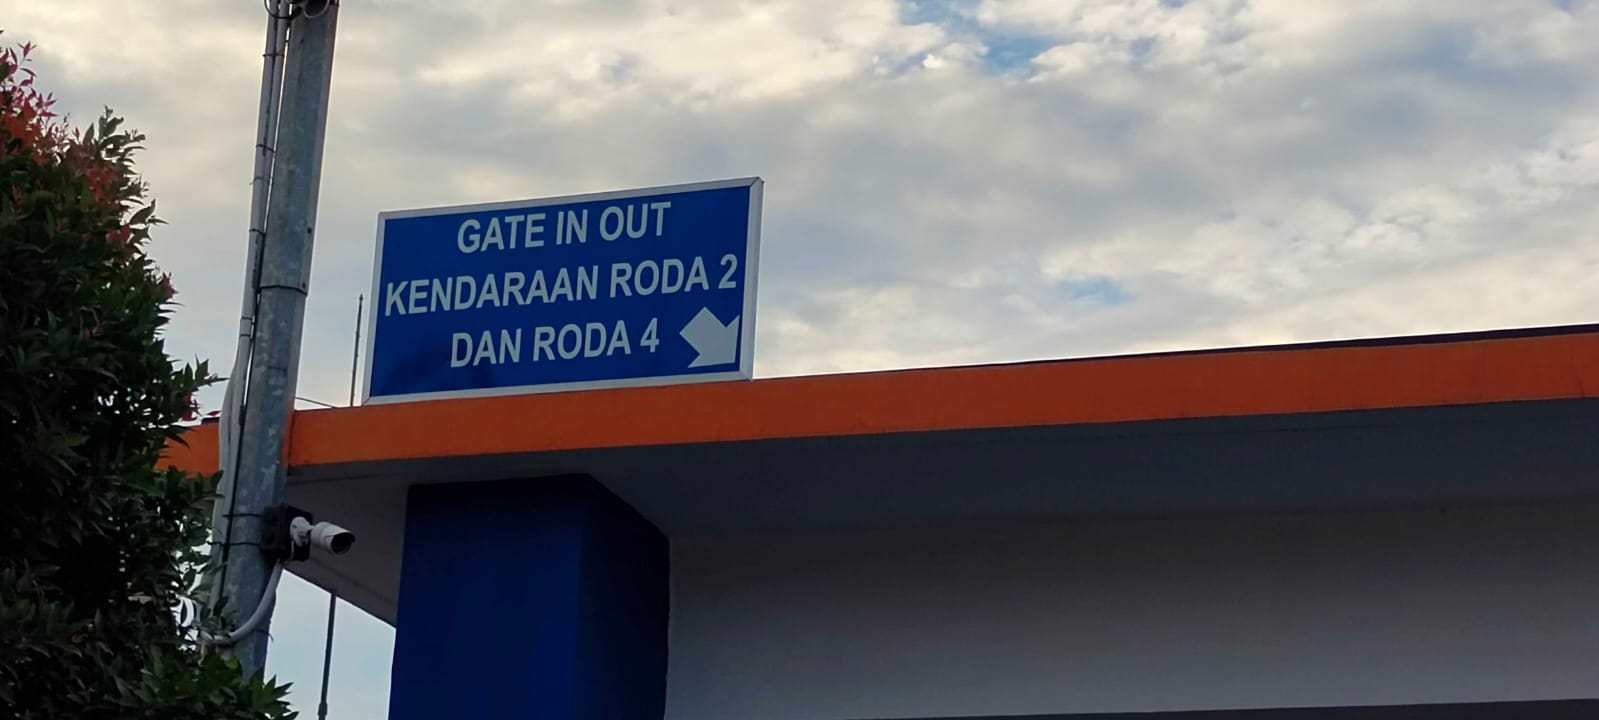 GATE IN OUT
KENDARAAN RODA 2
DAN RODA 4